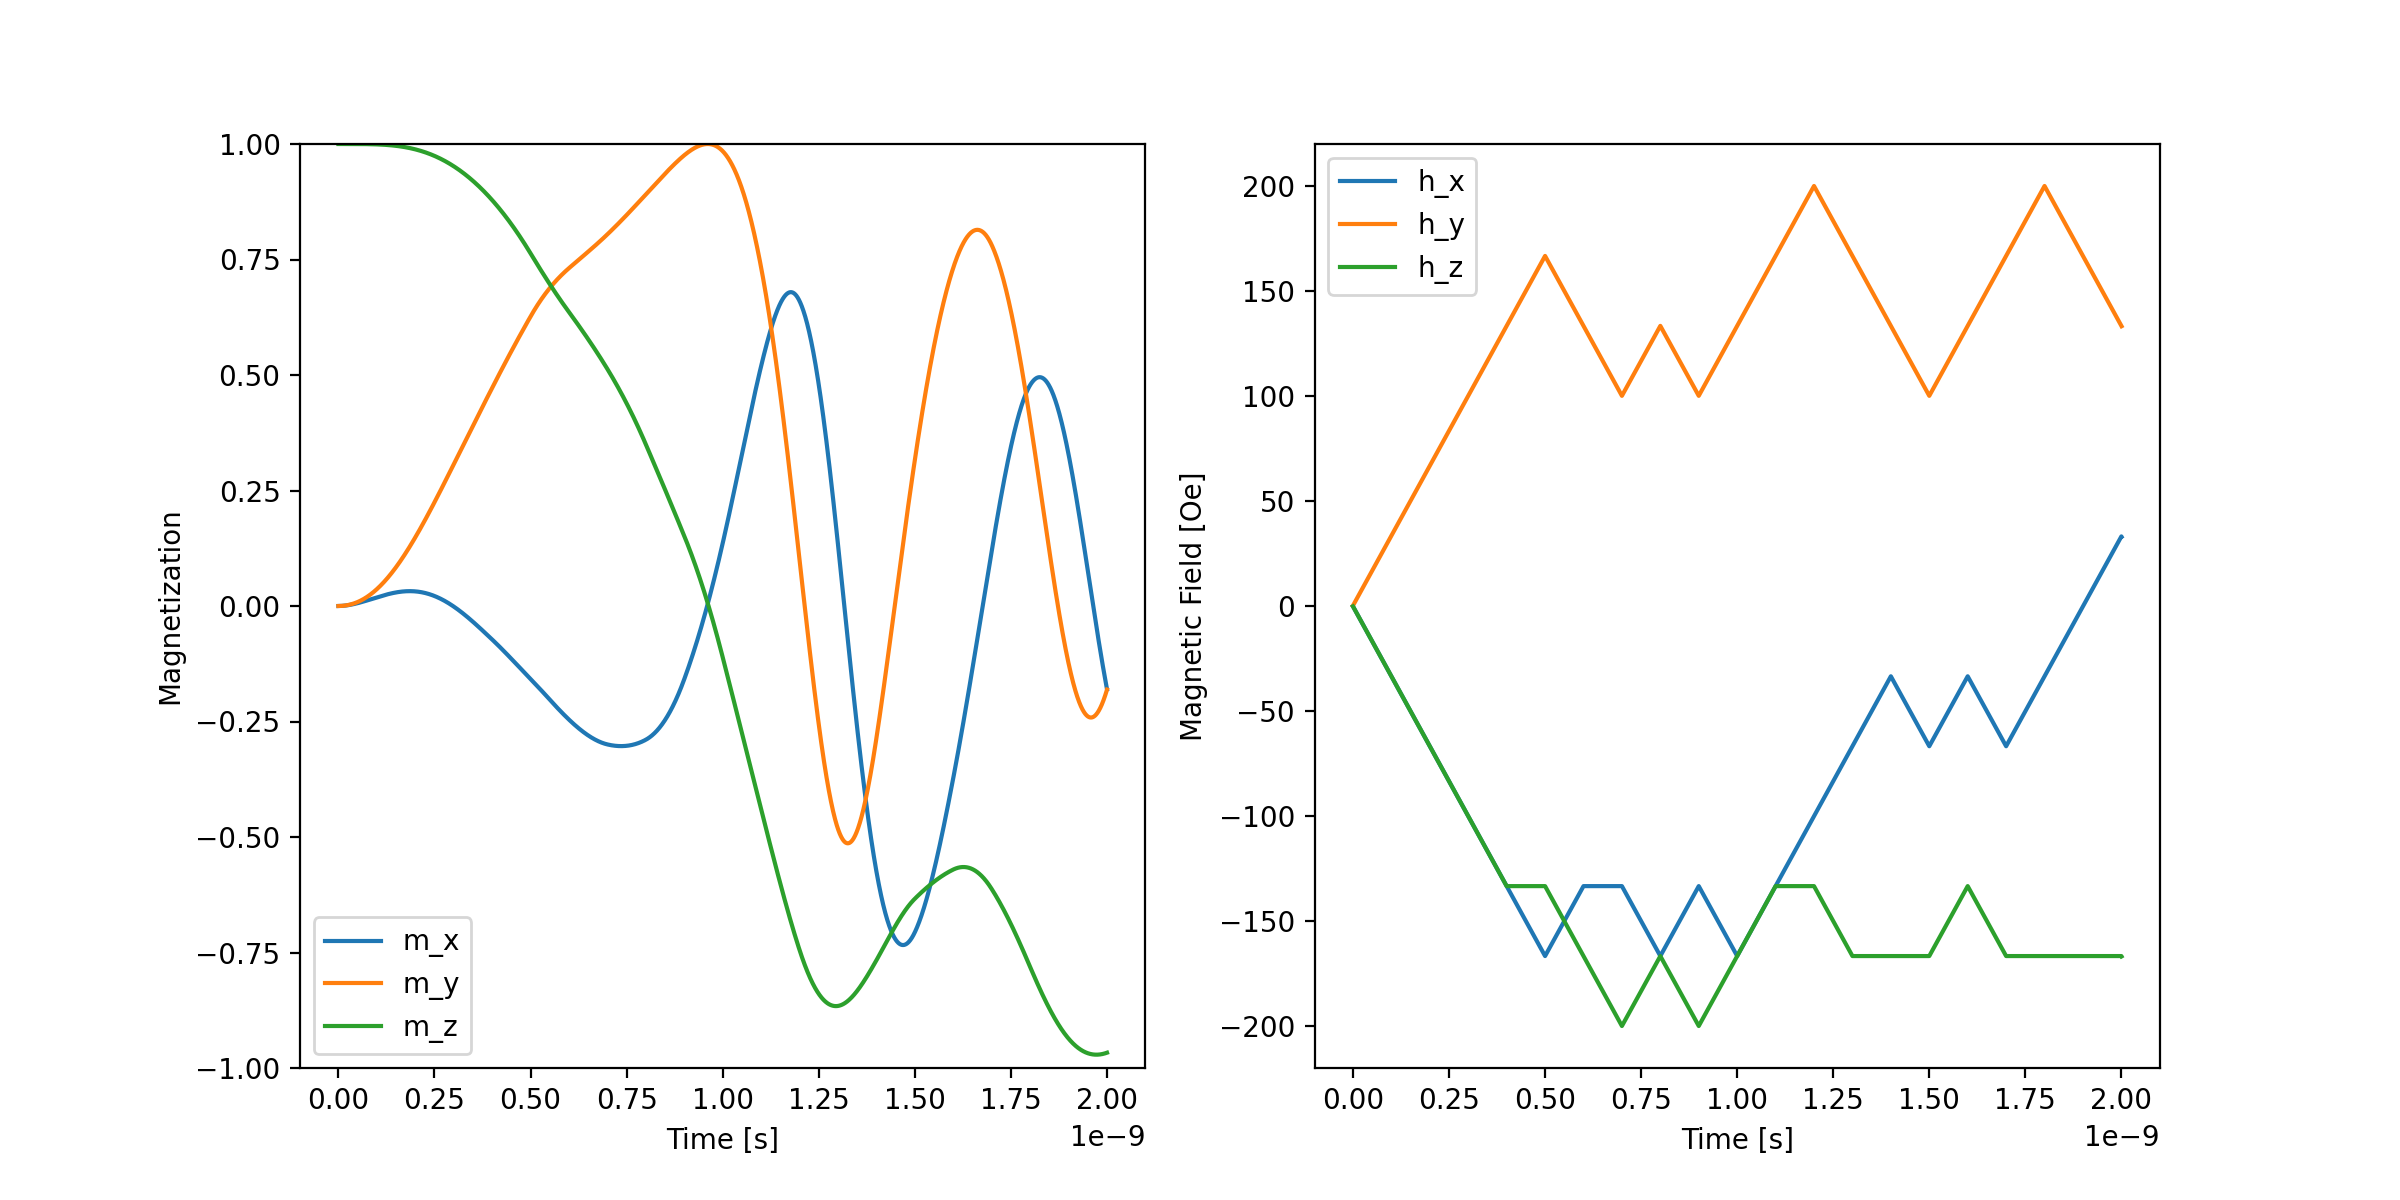 1.00
0.75
0.50
0.25
0.00
−0.25
−0.50
−0.75
−1.00
Magnetization
m_x
m_y
m_z
0.00 0.25 0.50 0.75 1.00 1.25 1.50 1.75 2.00
Time [s]
1e−9
200
150
100
50
0
−50
−100
−150
−200
Magnetic Field [Oe]
h_x
h_y
h_z
0.00 0.25 0.50 0.75 1.00 1.25 1.50 1.75 2.00
Time [s]
1e−9